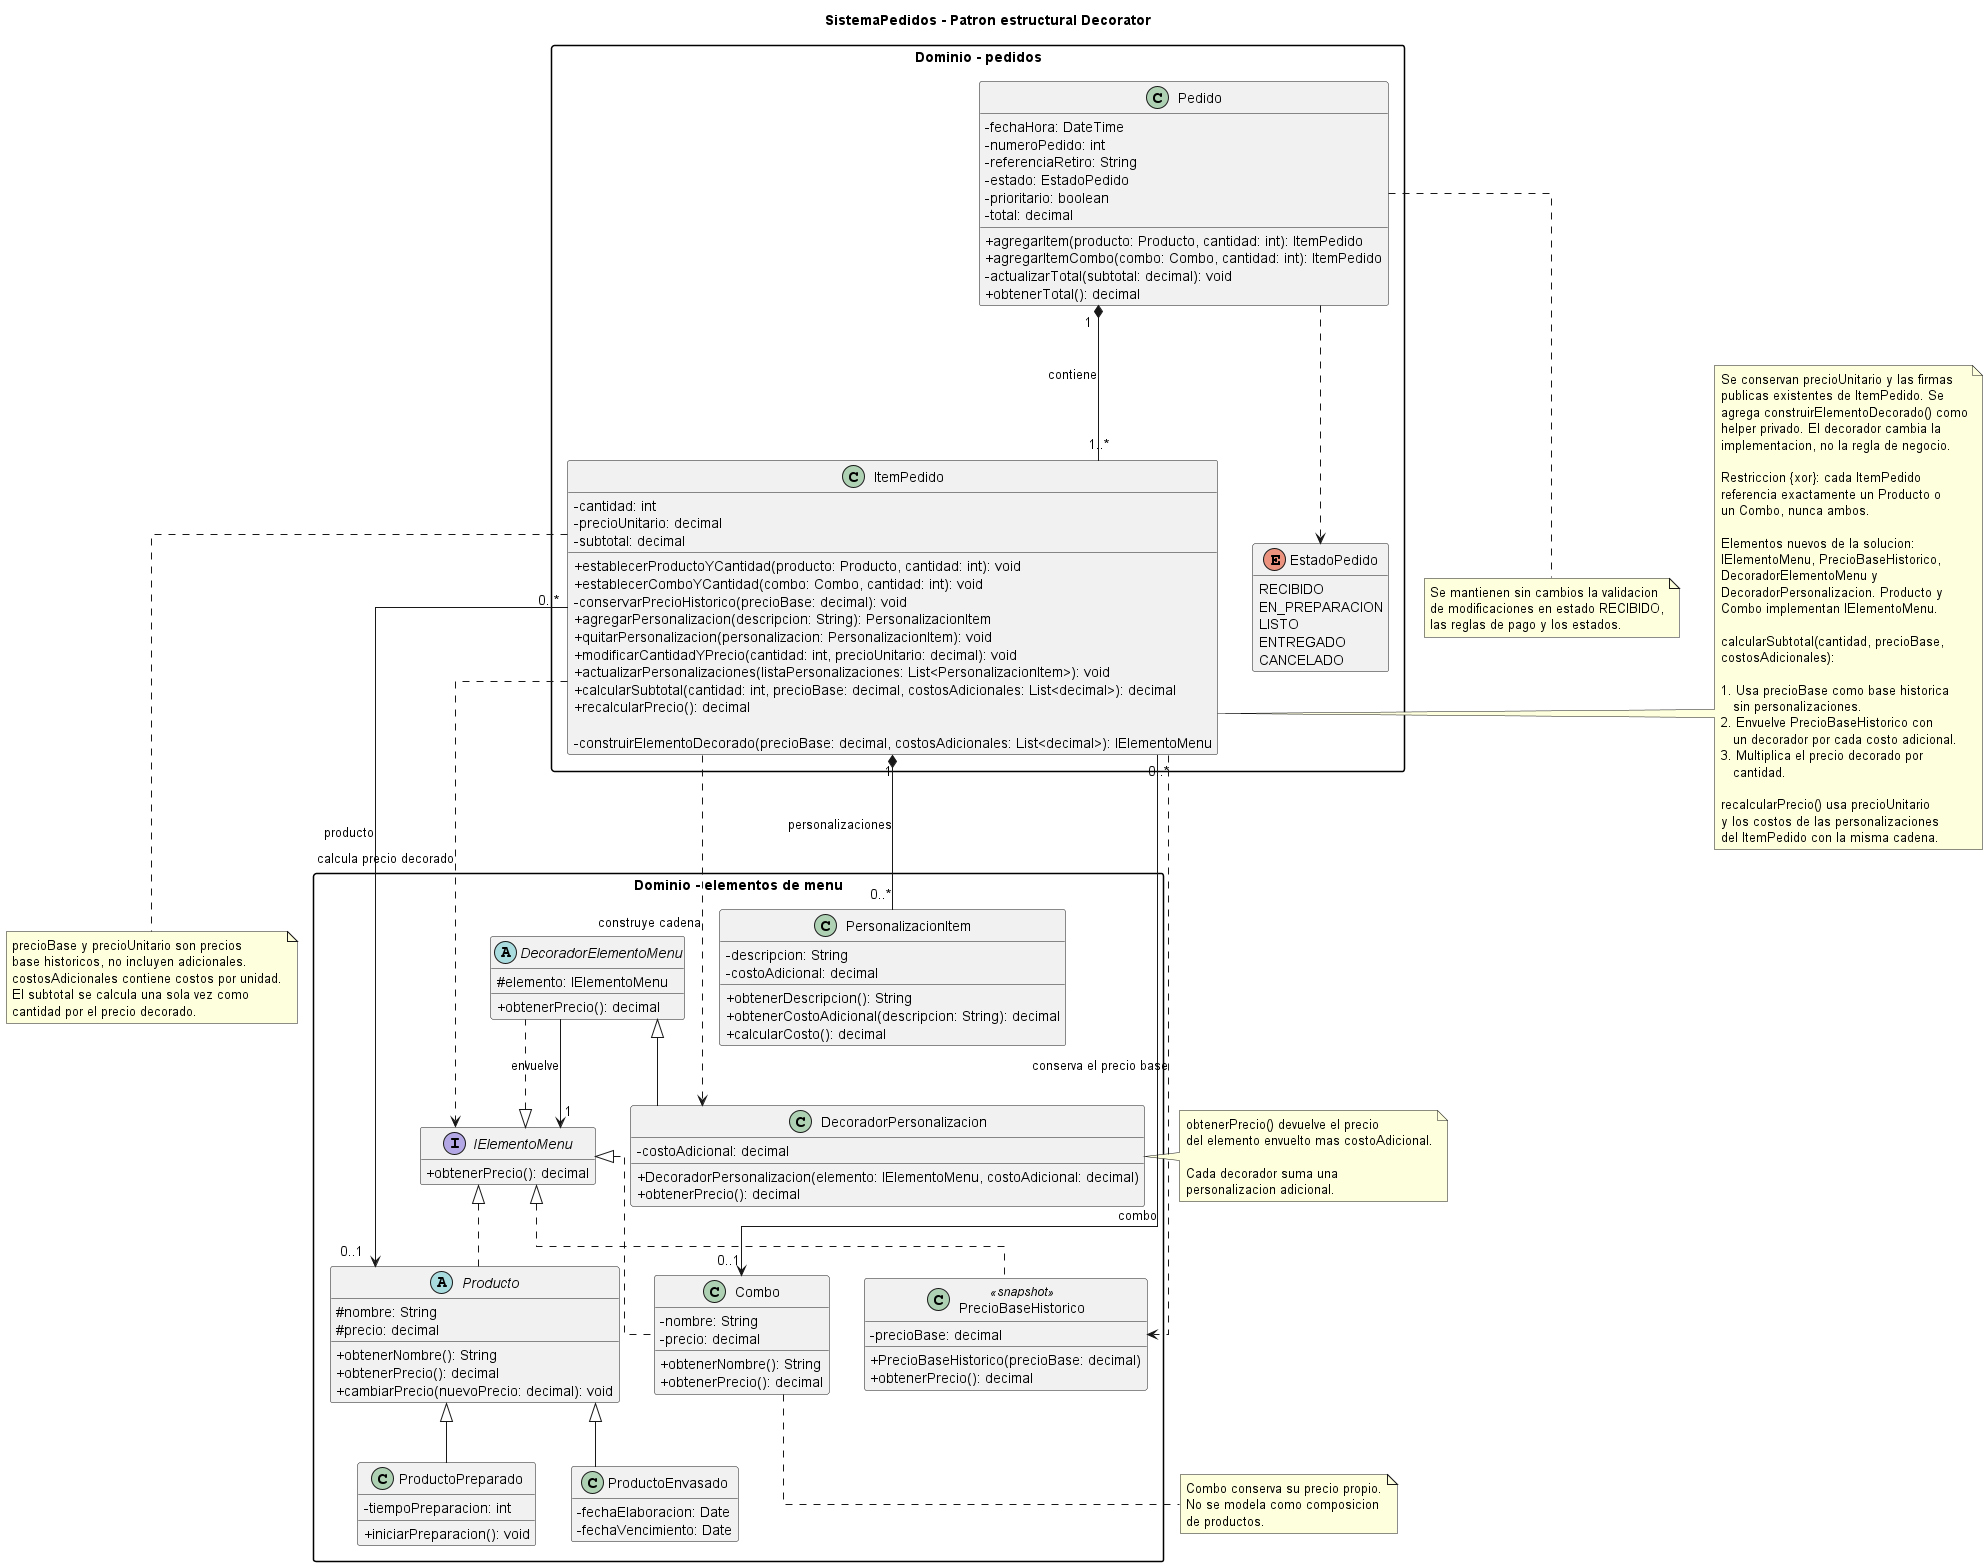 SistemaPedidos - Patron estructural Decorator
Dominio - pedidos
C Pedido
-fechaHora: DateTime
-numeroPedido: int
-referenciaRetiro: String
-estado: EstadoPedido
-prioritario: boolean
-total: decimal
+agregarItem(producto: Producto, cantidad: int): ItemPedido
+agregarItemCombo(combo: Combo, cantidad: int): ItemPedido
-actualizarTotal(subtotal: decimal): void
+obtenerTotal(): decimal
1
contiene
1..*
C ItemPedido
-cantidad: int
-precioUnitario: decimal
-subtotal: decimal
+establecerProductoYCantidad(producto: Producto, cantidad: int): void
+establecerComboYCantidad(combo: Combo, cantidad: int): void
-conservarPrecioHistorico(precioBase: decimal): void
+agregarPersonalizacion(descripcion: String): PersonalizacionItem
+quitarPersonalizacion(personalizacion: PersonalizacionItem): void
+modificarCantidadYPrecio(cantidad: int, precioUnitario: decimal): void
+actualizarPersonalizaciones(listaPersonalizaciones: List<PersonalizacionItem>): void
+calcularSubtotal(cantidad: int, precioBase: decimal, costosAdicionales: List<decimal>): decimal
+recalcularPrecio(): decimal
-construirElementoDecorado(precioBase: decimal, costosAdicionales: List<decimal>): IElementoMenu
E EstadoPedido
RECIBIDO
EN_PREPARACION
LISTO
ENTREGADO
CANCELADO
Se mantienen sin cambios la validacion
de modificaciones en estado RECIBIDO,
las reglas de pago y los estados.
Se conservan precioUnitario y las firmas
publicas existentes de ItemPedido. Se
agrega construirElementoDecorado() como
helper privado. El decorador cambia la
implementacion, no la regla de negocio.
Restriccion {xor}: cada ItemPedido
referencia exactamente un Producto o
un Combo, nunca ambos.
Elementos nuevos de la solucion:
IElementoMenu, PrecioBaseHistorico,
DecoradorElementoMenu y
DecoradorPersonalizacion. Producto y
Combo implementan IElementoMenu.
calcularSubtotal(cantidad, precioBase,
costosAdicionales):
1. Usa precioBase como base historica
sin personalizaciones.
2. Envuelve PrecioBaseHistorico con
un decorador por cada costo adicional.
3. Multiplica el precio decorado por
cantidad.
recalcularPrecio() usa precioUnitario
y los costos de las personalizaciones
del ItemPedido con la misma cadena.
0..*
1
0..*
producto
personalizaciones
calcula precio decorado
Dominio - elementos de menu
0..*
construye cadena
precioBase y precioUnitario son precios
base historicos, no incluyen adicionales.
costosAdicionales contiene costos por unidad.
El subtotal se calcula una sola vez como
cantidad por el precio decorado.
A DecoradorElementoMenu
#elemento: IElementoMenu
+obtenerPrecio(): decimal
C PersonalizacionItem
-descripcion: String
-costoAdicional: decimal
+obtenerDescripcion(): String
+obtenerCostoAdicional(descripcion: String): decimal
+calcularCosto(): decimal
envuelve
conserva el precio base
1
I IElementoMenu
+obtenerPrecio(): decimal
C DecoradorPersonalizacion
-costoAdicional: decimal
+DecoradorPersonalizacion(elemento: IElementoMenu, costoAdicional: decimal)
+obtenerPrecio(): decimal
obtenerPrecio() devuelve el precio
del elemento envuelto mas costoAdicional.
Cada decorador suma una
personalizacion adicional.
combo
0..1
0..1
A Producto
#nombre: String
#precio: decimal
+obtenerNombre(): String
+obtenerPrecio(): decimal
+cambiarPrecio(nuevoPrecio: decimal): void
C Combo
-nombre: String
-precio: decimal
+obtenerNombre(): String
+obtenerPrecio(): decimal
C «snapshot»
PrecioBaseHistorico
-precioBase: decimal
+PrecioBaseHistorico(precioBase: decimal)
+obtenerPrecio(): decimal
C ProductoPreparado
-tiempoPreparacion: int
+iniciarPreparacion(): void
C ProductoEnvasado
-fechaElaboracion: Date
-fechaVencimiento: Date
Combo conserva su precio propio.
No se modela como composicion
de productos.